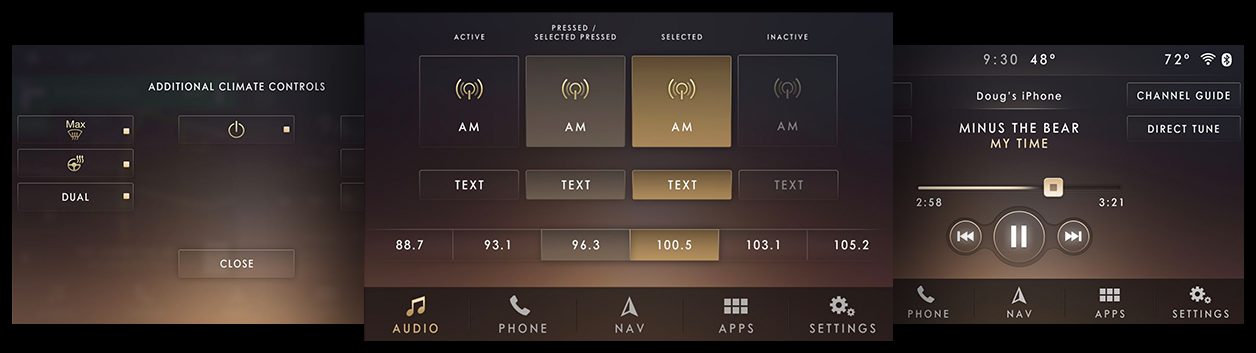 ADDITIONAL CLIMATE CONTROLS
Max
DUAL
CLOSE
ACTIVE
PRESSED /
SELECTED PRESSED
SELECTED
INACTIVE
AM AM AM AM
TEXT TEXT TEXT TEXT
88.7 93.1 96.3 100.5 103.1 105.2
AUDIO PHONE NAV APPS SETTINGS
9:30 48° 72°
Doug's iPhone
CHANNEL GUIDE
MINUS THE BEAR
MY TIME
DIRECT TUNE
2:58 3:21
PHONE NAV APPS SETTINGS